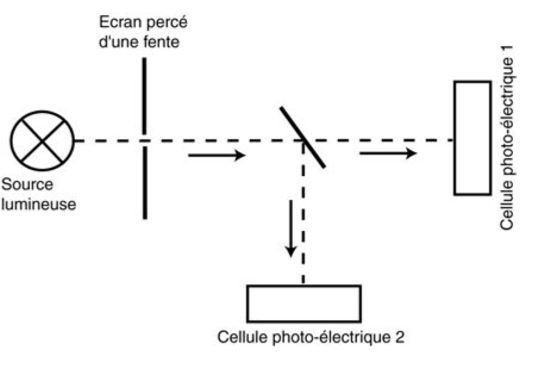 Ecran percé
d'une fente
Source
lumineuse
Cellule photo-électrique 1
Cellule photo-électrique 2